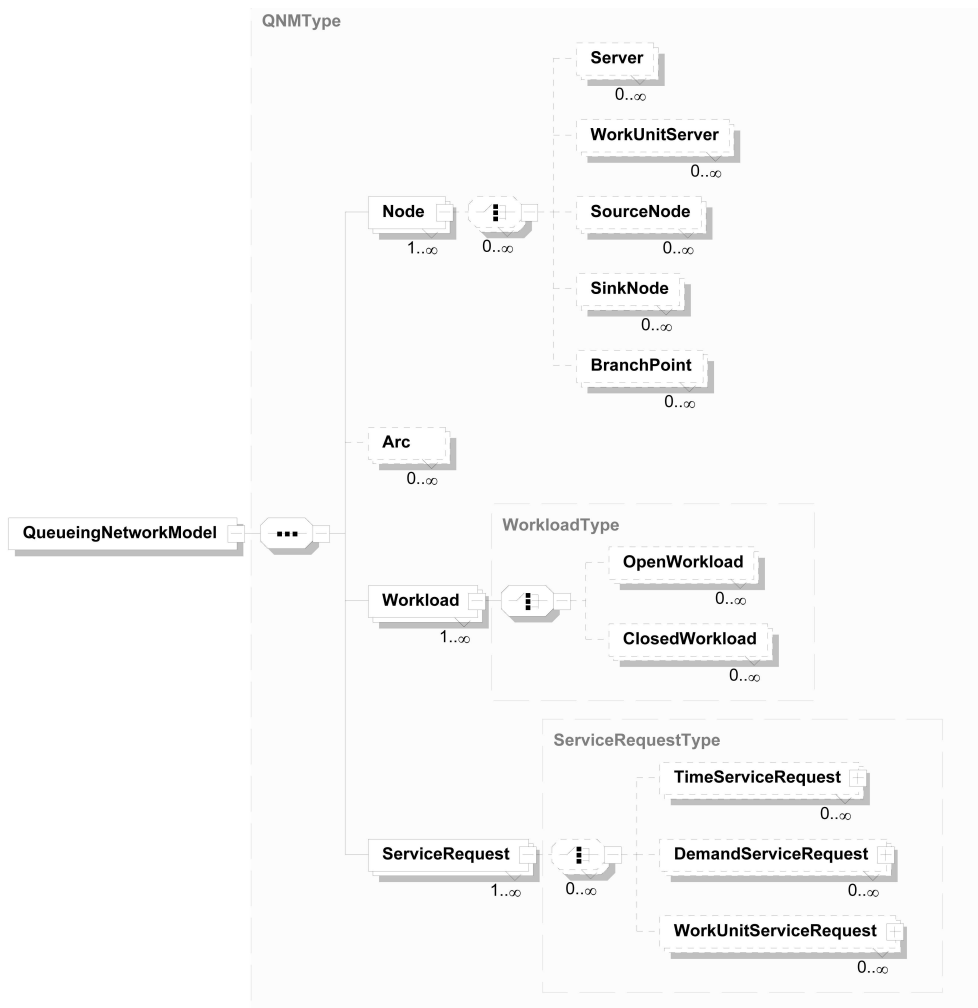 QNMType
Server
0..∞
WorkUnitServer
0..∞
Node
1..∞
0..∞
SourceNode
0..∞
SinkNode
0..∞
BranchPoint
0..∞
Arc
0..∞
QueueingNetworkModel
WorkloadType
OpenWorkload
0..∞
Workload
1..∞
ClosedWorkload
0..∞
ServiceRequestType
TimeServiceRequest
0..∞
ServiceRequest
1..∞
0..∞
DemandServiceRequest
0..∞
WorkUnitServiceRequest
0..∞